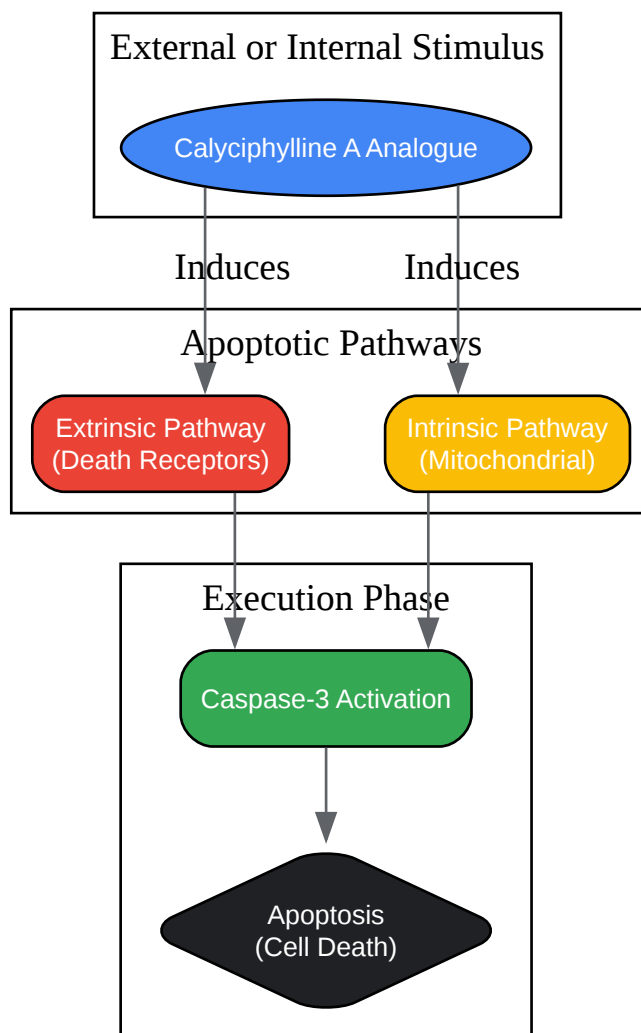 External or Internal Stimulus
Calyciphylline A Analogue
Induces
Induces
Apoptotic Pathways
Extrinsic Pathway
(Death Receptors)
Intrinsic Pathway
(Mitochondrial)
Execution Phase
Caspase-3 Activation
Apoptosis
(Cell Death)